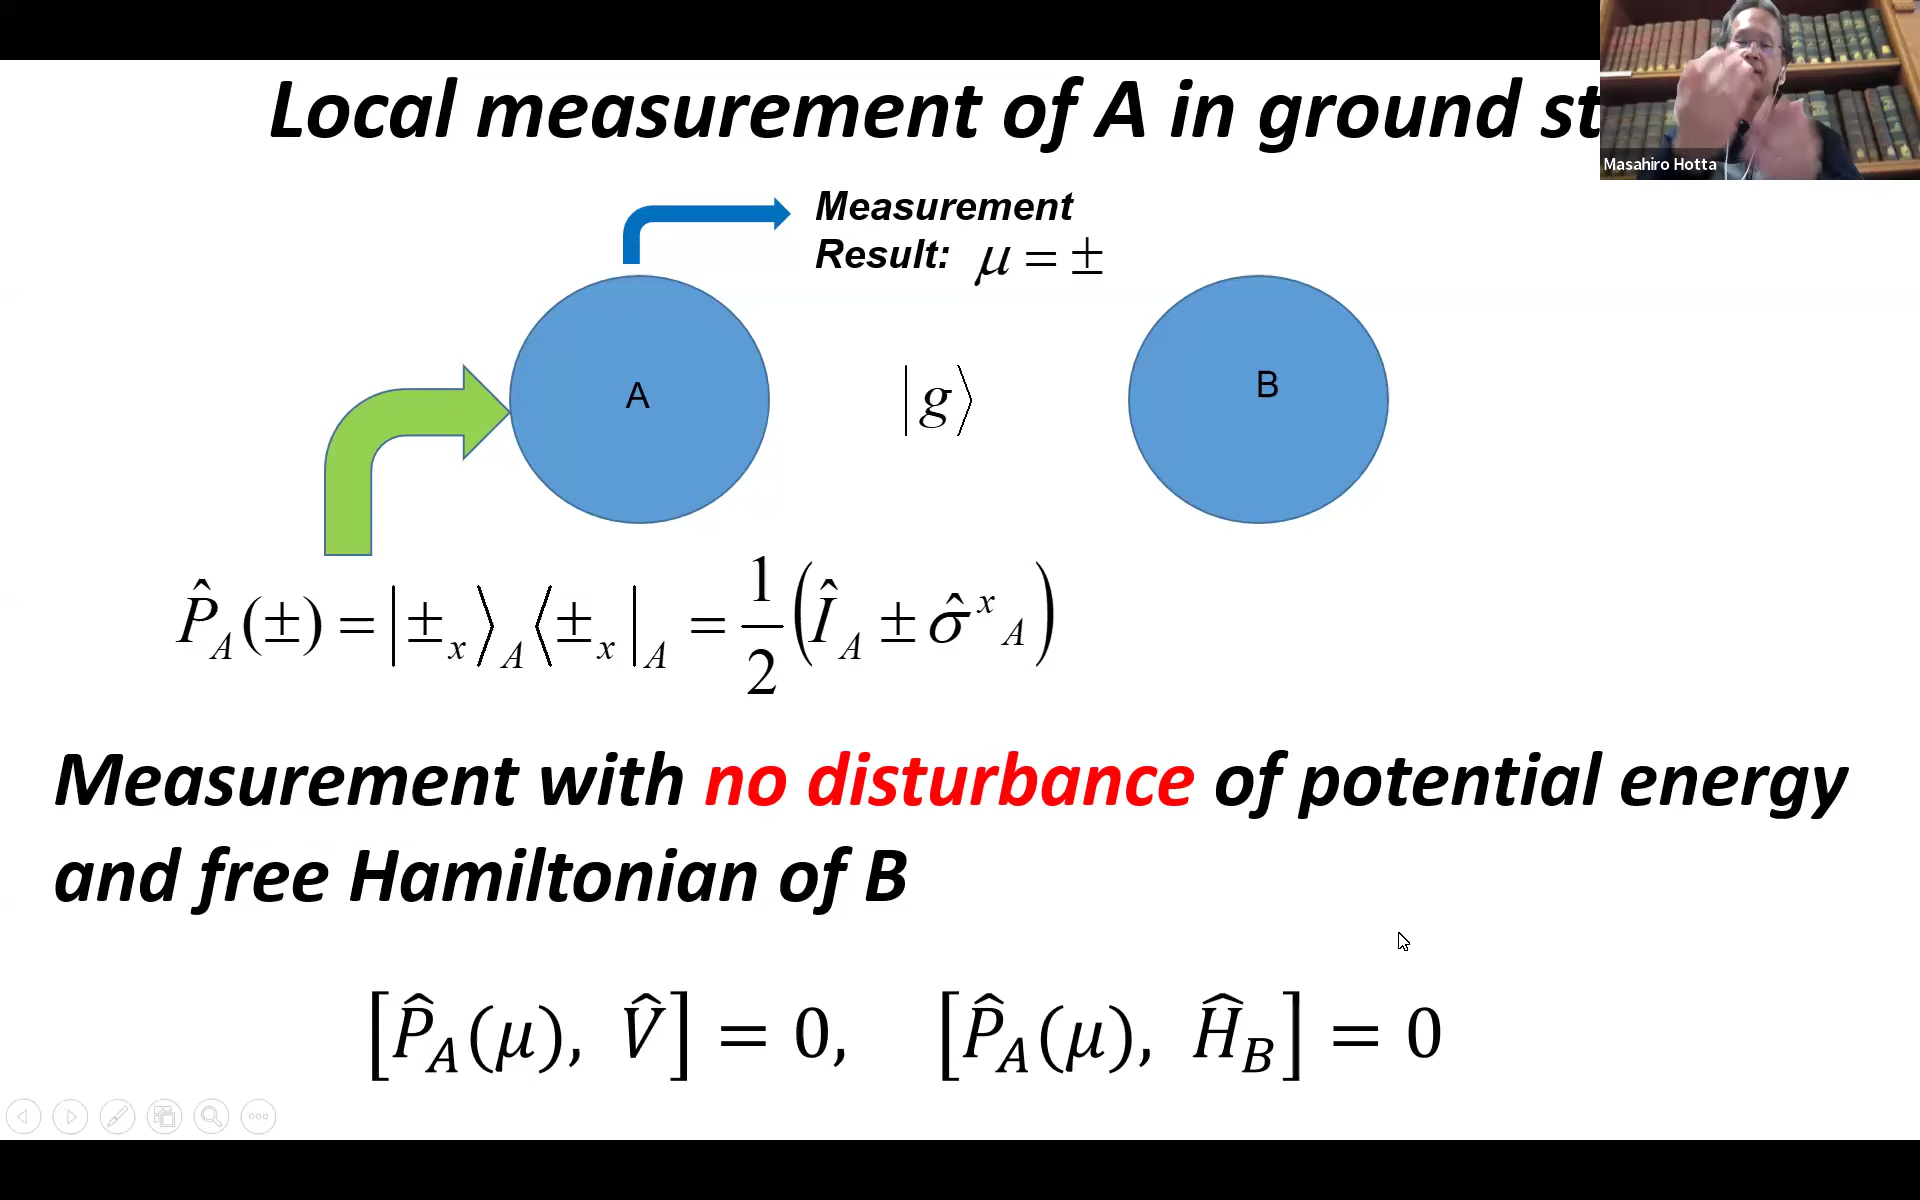 Local measurement of A in ground st
Masahiro Hotta
Measurement
Result: μ = ±
A
|g⟩
B
P̂_A(±) = |±_x⟩_A⟨±_x|_A = 1/2 (Î_A ± σ̂^x_A)
Measurement with no disturbance of potential energy
and free Hamiltonian of B
[P̂_A(μ), V̂] = 0, [P̂_A(μ), Ĥ_B] = 0